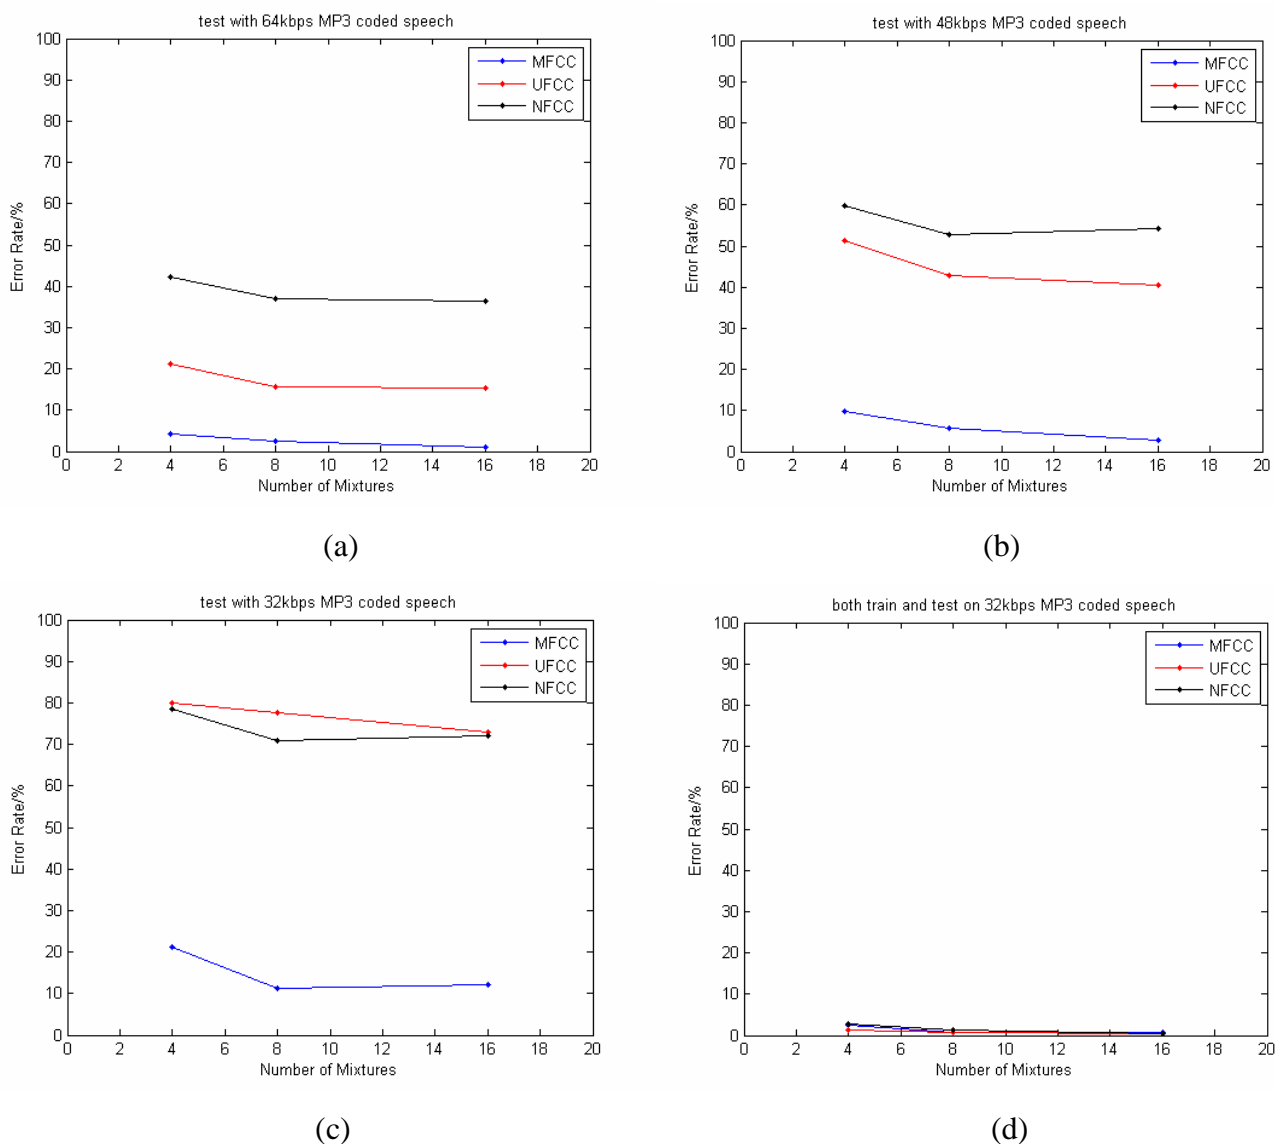 test with 64kbps MP3 coded speech
100
90
80
70
60
50
40
30
20
10
0
Error Rate/%
MFCC
UFCC
NFCC
0 2 4 6 8 10 12 14 16 18 20
Number of Mixtures
(a)
test with 48kbps MP3 coded speech
100
90
80
70
60
50
40
30
20
10
0
Error Rate/%
MFCC
UFCC
NFCC
0 2 4 6 8 10 12 14 16 18 20
Number of Mixtures
(b)
test with 32kbps MP3 coded speech
100
90
80
70
60
50
40
30
20
10
0
Error Rate/%
MFCC
UFCC
NFCC
0 2 4 6 8 10 12 14 16 18 20
Number of Mixtures
(c)
both train and test on 32kbps MP3 coded speech
100
90
80
70
60
50
40
30
20
10
0
Error Rate/%
MFCC
UFCC
NFCC
0 2 4 6 8 10 12 14 16 18 20
Number of Mixtures
(d)